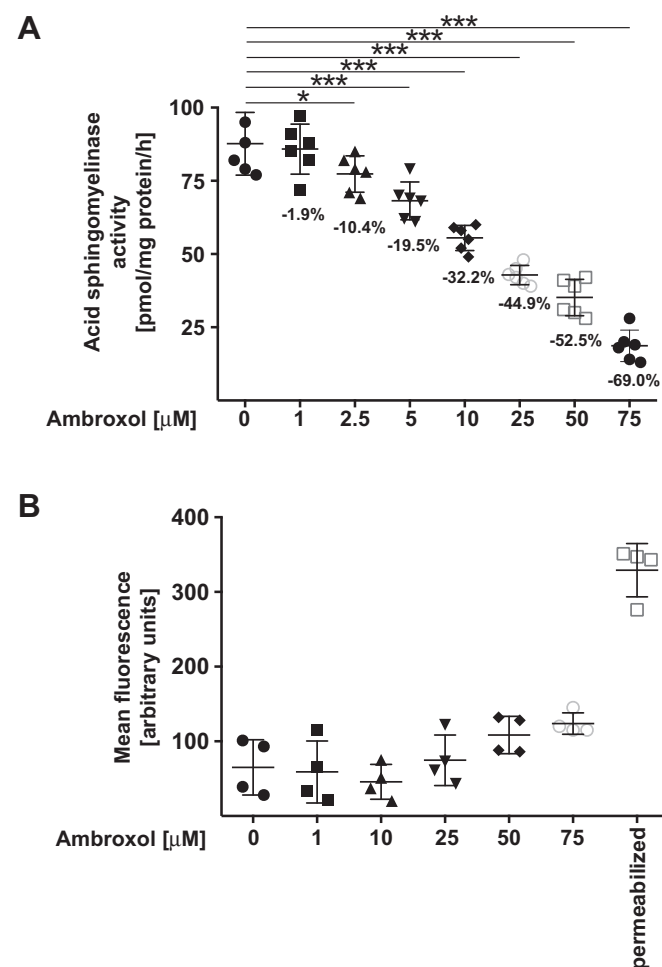 A
***
***
***
***
***
*
100
75
50
25
Acid sphingomyelinase
activity
[pmol/mg protein/h]
-1.9%
-10.4%
-19.5%
-32.2%
-44.9%
-52.5%
-69.0%
Ambroxol [μM] 0 1 2.5 5 10 25 50 75
B
400
300
200
100
Mean fluorescence
[arbitrary units]
Ambroxol [μM] 0 1 10 25 50 75
permeabilized